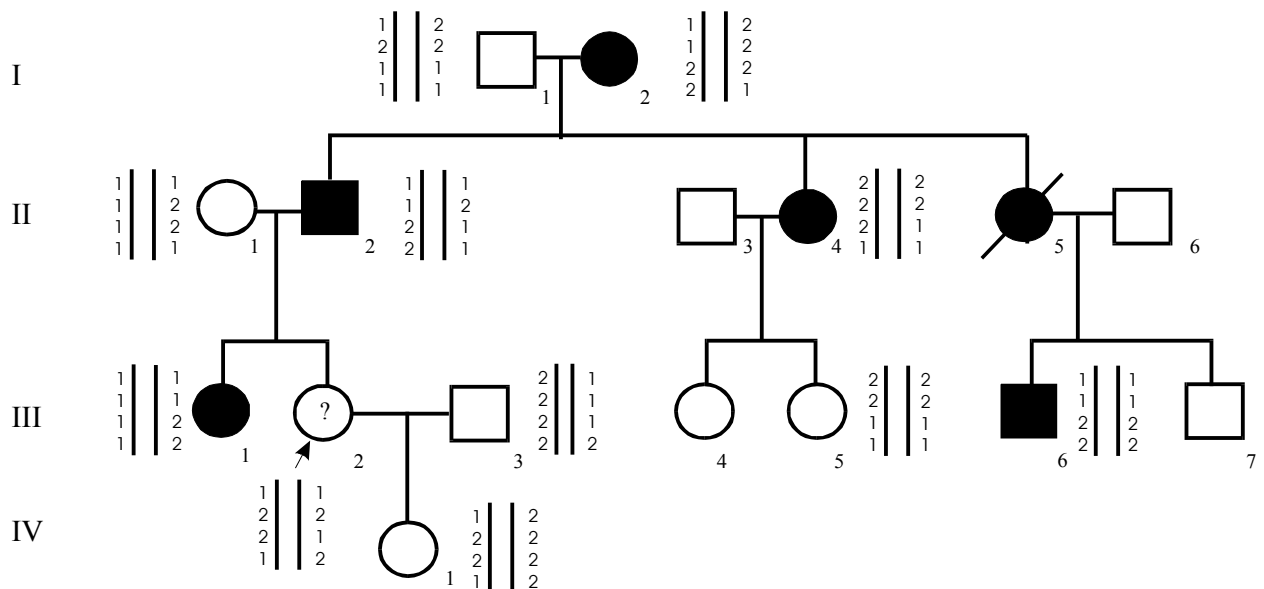 1 2 1 2
2 2 1 2
I
1 1 2 2
1 1 2 1
1 2
1 1 1 1 2 2
1 2 1 2 2 2
II
1 2 2 1 2 1
1 1 2 1 1 1
1 2 3 4 5 6
1 1 2 1 2 2 1 1
1 1 ? 2 1 2 2 1 1
III
1 2 2 1 1 1 2 2
1 2 2 2 1 1 2 2
1 2 3 4 5 6 7
1 1
2 2 1 2
IV
2 1 2 2
1 2 2 2
1 1 2